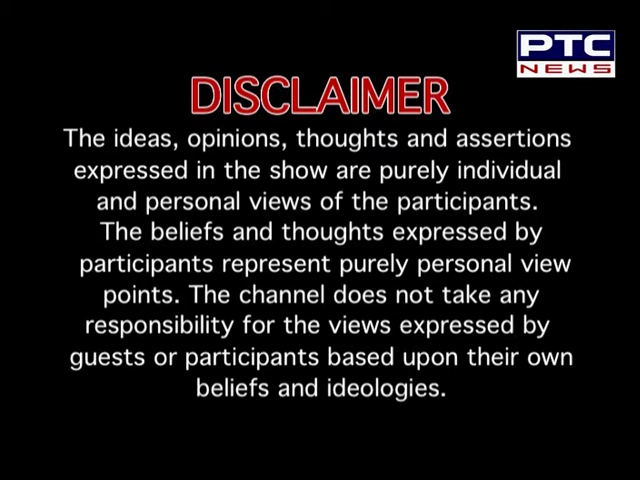 PTC
NEWS
DISCLAIMER
The ideas, opinions, thoughts and assertions
expressed in the show are purely individual
and personal views of the participants.
The beliefs and thoughts expressed by
participants represent purely personal view
points. The channel does not take any
responsibility for the views expressed by
guests or participants based upon their own
beliefs and ideologies.